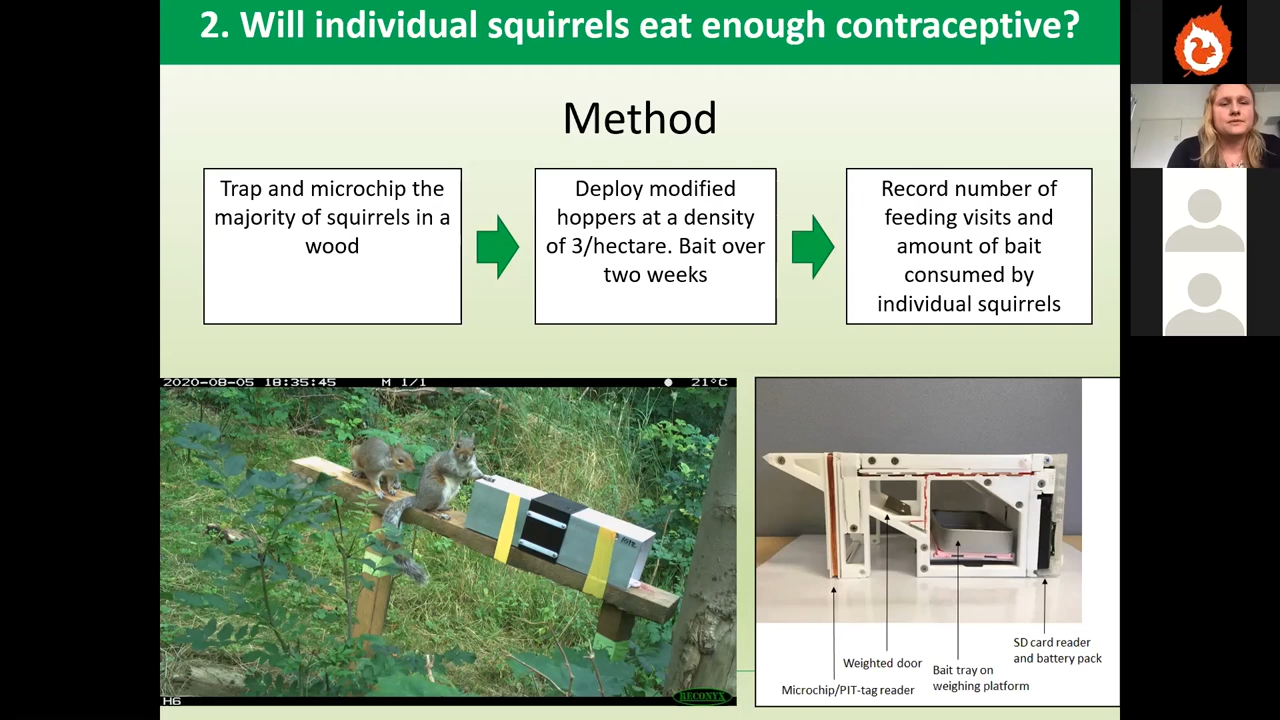 2. Will individual squirrels eat enough contraceptive?
Method
Trap and microchip the
majority of squirrels in a
wood
Deploy modified
hoppers at a density
of 3/hectare. Bait over
two weeks
Record number of
feeding visits and
amount of bait
consumed by
individual squirrels
2020-08-05 18:35:45 M 1/1 21°C
H6
RECONYX
SD card reader
and battery pack
Weighted door
Bait tray on
weighing platform
Microchip/PIT-tag reader